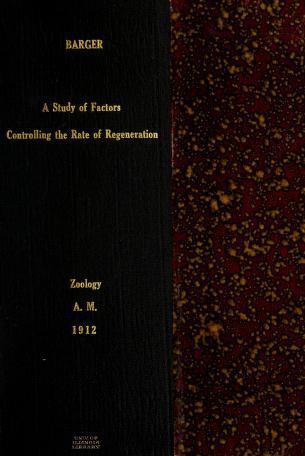 BARGER
A Study of Factors
Controlling the Rate of Regeneration
Zoology
A. M.
1912
UNIV. OF
ILLINOIS
LIBRARY